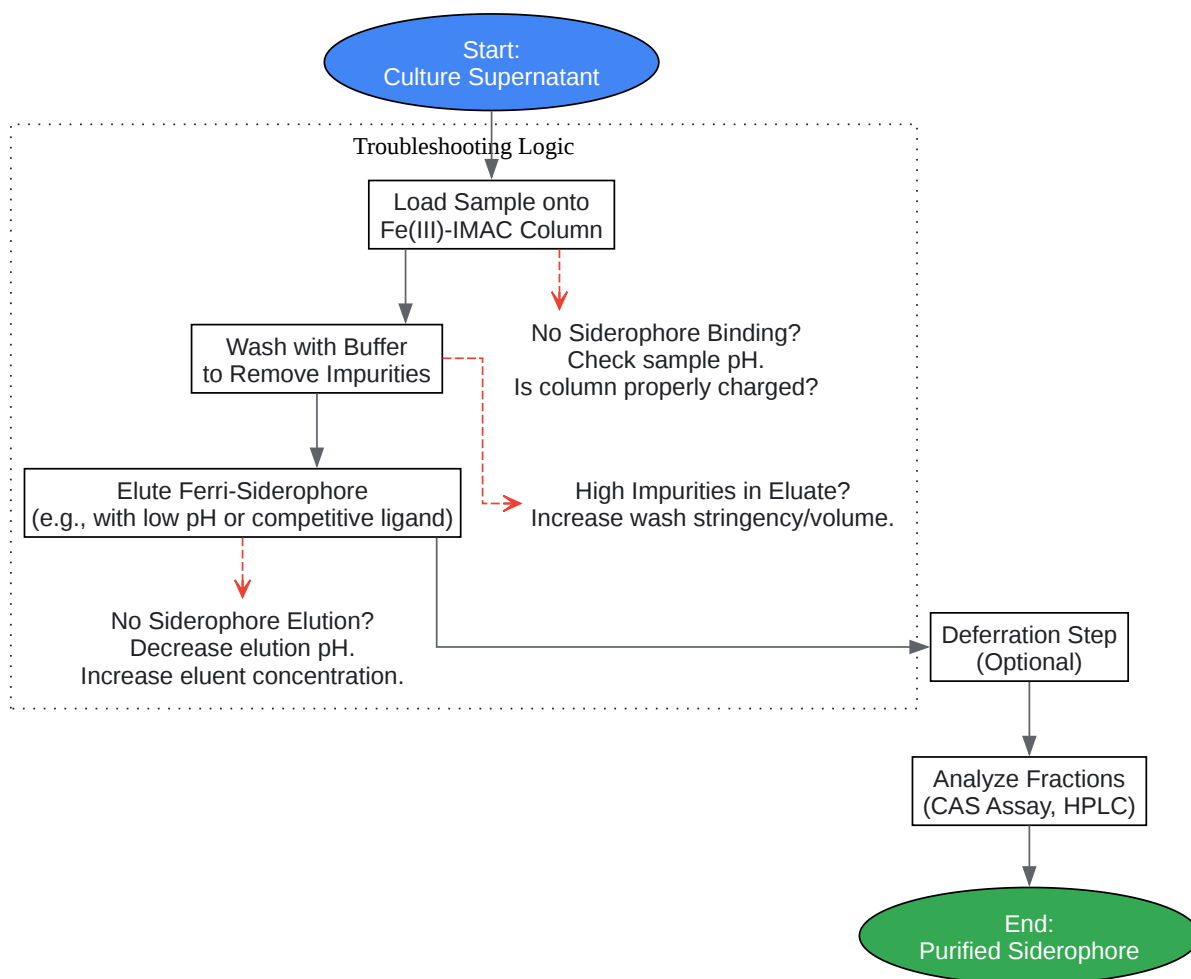 Start:
Culture Supernatant
Troubleshooting Logic
Load Sample onto
Fe(III)-IMAC Column
No Siderophore Binding?
Check sample pH.
Is column properly charged?
Wash with Buffer
to Remove Impurities
High Impurities in Eluate?
Increase wash stringency/volume.
Elute Ferri-Siderophore
(e.g., with low pH or competitive ligand)
No Siderophore Elution?
Decrease elution pH.
Increase eluent concentration.
Deferration Step
(Optional)
Analyze Fractions
(CAS Assay, HPLC)
End:
Purified Siderophore